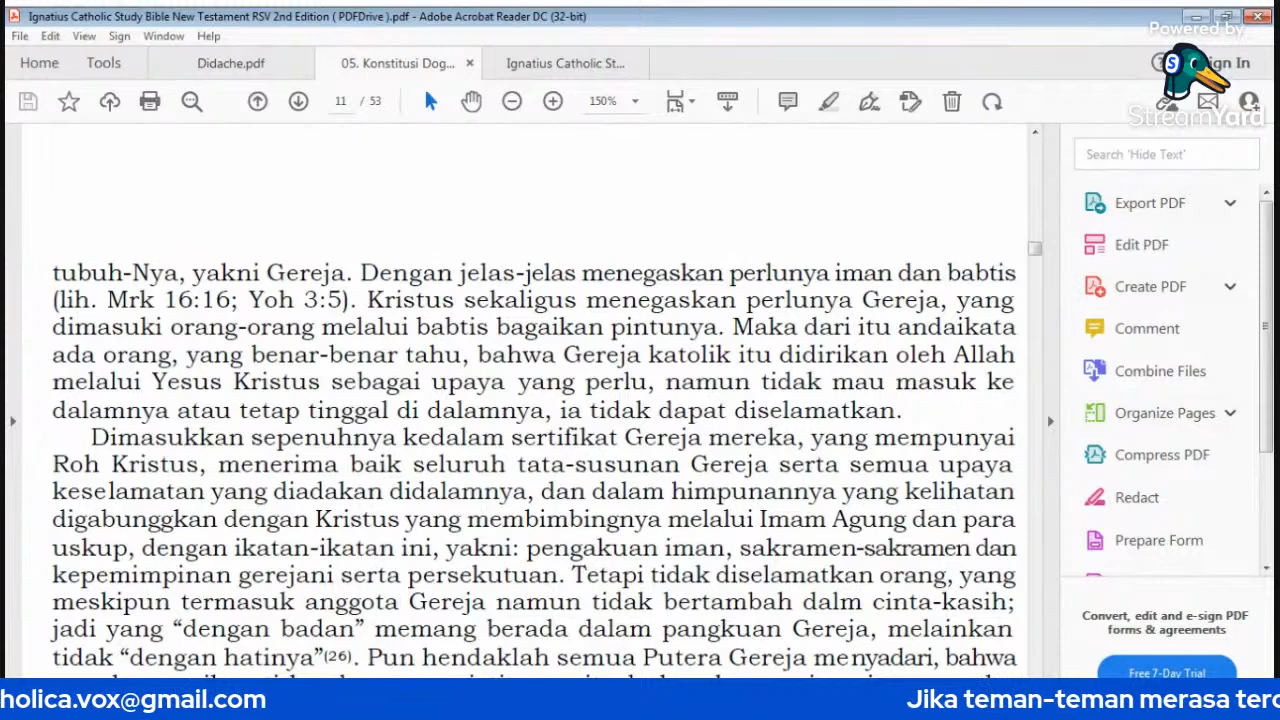 Ignatius Catholic Study Bible New Testament RSV 2nd Edition ( PDFDrive ).pdf - Adobe Acrobat Reader DC (32-bit)
Powered by
File Edit View Sign Window Help
Home Tools Didache.pdf 05. Konstitusi Dog... × Ignatius Catholic St... Sign In
11 / 53 150%
StreamYard
Search 'Hide Text'
Export PDF
Edit PDF
Create PDF
Comment
Combine Files
Organize Pages
Compress PDF
Redact
Prepare Form
Convert, edit and e-sign PDF
forms & agreements
Free 7-Day Trial
tubuh-Nya, yakni Gereja. Dengan jelas-jelas menegaskan perlunya iman dan babtis
(lih. Mrk 16:16; Yoh 3:5). Kristus sekaligus menegaskan perlunya Gereja, yang
dimasuki orang-orang melalui babtis bagaikan pintunya. Maka dari itu andaikata
ada orang, yang benar-benar tahu, bahwa Gereja katolik itu didirikan oleh Allah
melalui Yesus Kristus sebagai upaya yang perlu, namun tidak mau masuk ke
dalamnya atau tetap tinggal di dalamnya, ia tidak dapat diselamatkan.
Dimasukkan sepenuhnya kedalam sertifikat Gereja mereka, yang mempunyai
Roh Kristus, menerima baik seluruh tata-susunan Gereja serta semua upaya
keselamatan yang diadakan didalamnya, dan dalam himpunannya yang kelihatan
digabunggkan dengan Kristus yang membimbingnya melalui Imam Agung dan para
uskup, dengan ikatan-ikatan ini, yakni: pengakuan iman, sakramen-sakramen dan
kepemimpinan gerejani serta persekutuan. Tetapi tidak diselamatkan orang, yang
meskipun termasuk anggota Gereja namun tidak bertambah dalm cinta-kasih;
jadi yang “dengan badan” memang berada dalam pangkuan Gereja, melainkan
tidak “dengan hatinya”(26). Pun hendaklah semua Putera Gereja menyadari, bahwa
holica.vox@gmail.com Jika teman-teman merasa terc